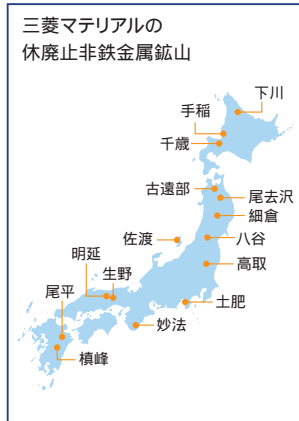 三菱マテリアルの
休廃止非鉄金属鉱山
下川
手稲
千歳
古遠部
尾去沢
細倉
佐渡
八谷
明延
生野
高取
尾平
土肥
妙法
槙峰